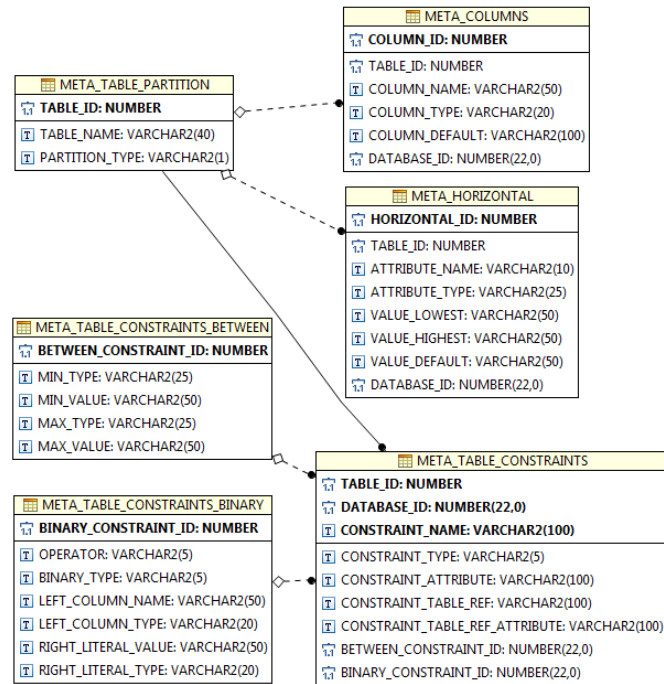 META_COLUMNS
COLUMN_ID: NUMBER
TABLE_ID: NUMBER
COLUMN_NAME: VARCHAR2(50)
COLUMN_TYPE: VARCHAR2(20)
COLUMN_DEFAULT: VARCHAR2(100)
DATABASE_ID: NUMBER(22,0)
META_TABLE_PARTITION
TABLE_ID: NUMBER
TABLE_NAME: VARCHAR2(40)
PARTITION_TYPE: VARCHAR2(1)
META_HORIZONTAL
HORIZONTAL_ID: NUMBER
TABLE_ID: NUMBER
ATTRIBUTE_NAME: VARCHAR2(10)
ATTRIBUTE_TYPE: VARCHAR2(25)
VALUE_LOWEST: VARCHAR2(50)
VALUE_HIGHEST: VARCHAR2(50)
VALUE_DEFAULT: VARCHAR2(50)
DATABASE_ID: NUMBER(22,0)
META_TABLE_CONSTRAINTS_BETWEEN
BETWEEN_CONSTRAINT_ID: NUMBER
MIN_TYPE: VARCHAR2(25)
MIN_VALUE: VARCHAR2(50)
MAX_TYPE: VARCHAR2(25)
MAX_VALUE: VARCHAR2(50)
META_TABLE_CONSTRAINTS
TABLE_ID: NUMBER
DATABASE_ID: NUMBER(22,0)
CONSTRAINT_NAME: VARCHAR2(100)
CONSTRAINT_TYPE: VARCHAR2(5)
CONSTRAINT_ATTRIBUTE: VARCHAR2(100)
CONSTRAINT_TABLE_REF: VARCHAR2(100)
CONSTRAINT_TABLE_REF_ATTRIBUTE: VARCHAR2(100)
BETWEEN_CONSTRAINT_ID: NUMBER(22,0)
BINARY_CONSTRAINT_ID: NUMBER(22,0)
META_TABLE_CONSTRAINTS_BINARY
BINARY_CONSTRAINT_ID: NUMBER
OPERATOR: VARCHAR2(5)
BINARY_TYPE: VARCHAR2(5)
LEFT_COLUMN_NAME: VARCHAR2(50)
LEFT_COLUMN_TYPE: VARCHAR2(20)
RIGHT_LITERAL_VALUE: VARCHAR2(50)
RIGHT_LITERAL_TYPE: VARCHAR2(20)